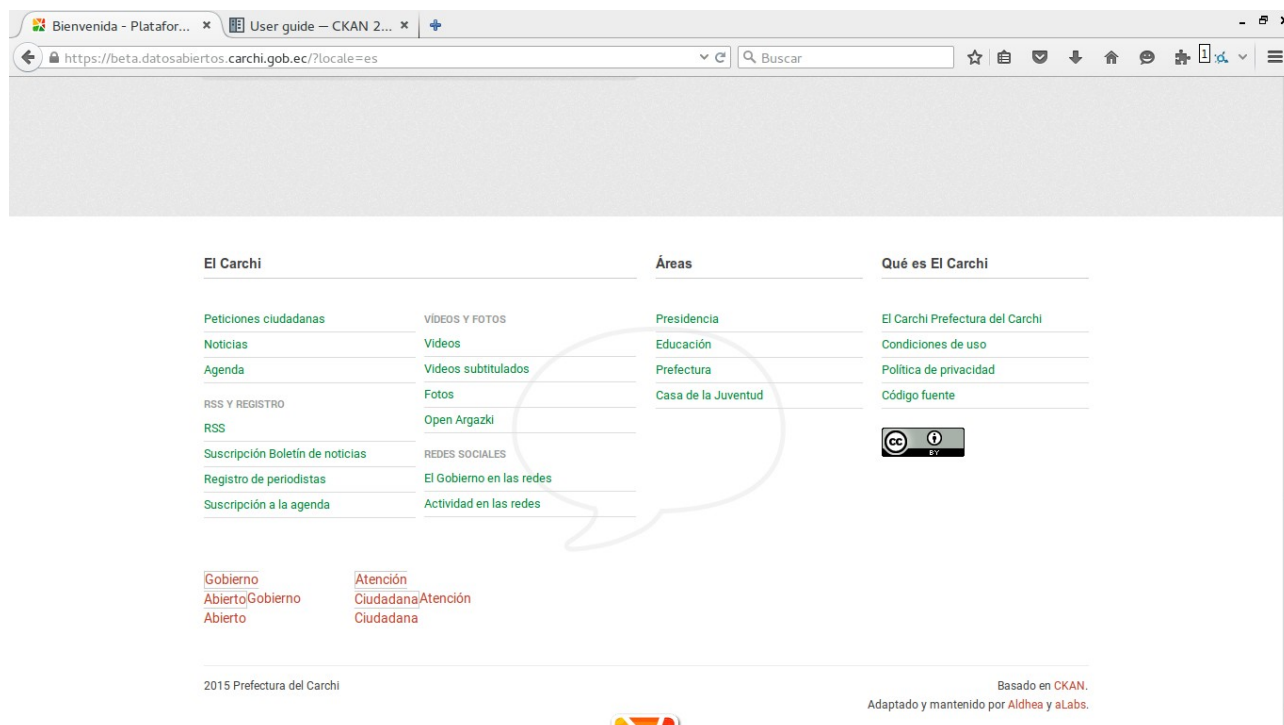 Bienvenida - Platafor...
User guide — CKAN 2...
https://beta.datosabiertos.carchi.gob.ec/?locale=es
Buscar
1
El Carchi
Peticiones ciudadanas
Noticias
Agenda
RSS Y REGISTRO
RSS
Suscripción Boletín de noticias
Registro de periodistas
Suscripción a la agenda
VÍDEOS Y FOTOS
Videos
Videos subtitulados
Fotos
Open Argazki
REDES SOCIALES
El Gobierno en las redes
Actividad en las redes
Áreas
Presidencia
Educación
Prefectura
Casa de la Juventud
Qué es El Carchi
El Carchi Prefectura del Carchi
Condiciones de uso
Política de privacidad
Código fuente
cc
BY
Gobierno
AbiertoGobierno
Abierto
Atención
CiudadanaAtención
Ciudadana
2015 Prefectura del Carchi
Basado en CKAN.
Adaptado y mantenido por Aldhea y aLabs.